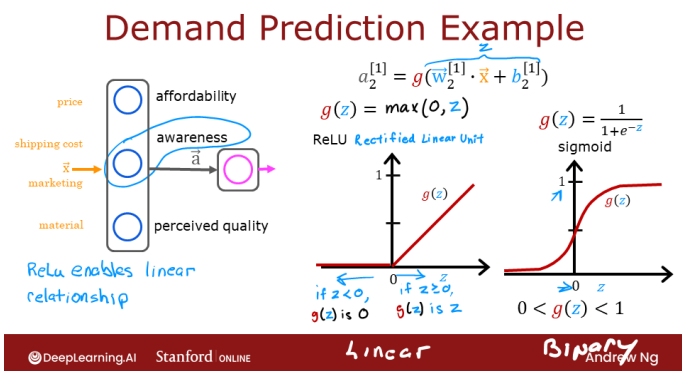 Demand Prediction Example
z
a₂^[1] = g(w⃗₂^[1] · x⃗ + b₂^[1])
g(z) = max(0, z)
ReLU Rectified Linear Unit
g(z) = 1/(1+e^-z)
sigmoid
price
shipping cost
x⃗
marketing
material
affordability
awareness
a⃗
perceived quality
ReLu enables linear
relationship
1
g(z)
0 z
if z<0,
g(z) is 0
if z≥0,
g(z) is z
1
g(z)
0 z
0 < g(z) < 1
DeepLearning.AI Stanford ONLINE
Linear
Binary
Andrew Ng